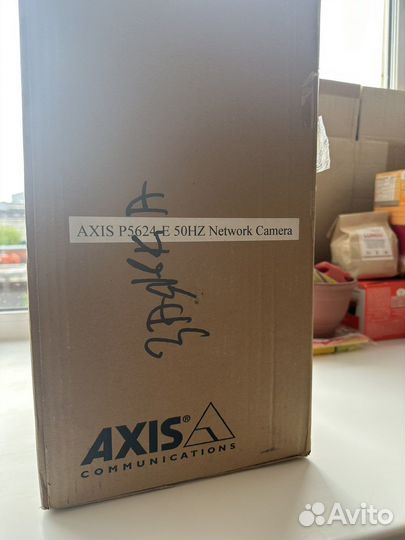 AXIS P5624-E 50HZ Network Camera
AXIS®
COMMUNICATIONS
Avito